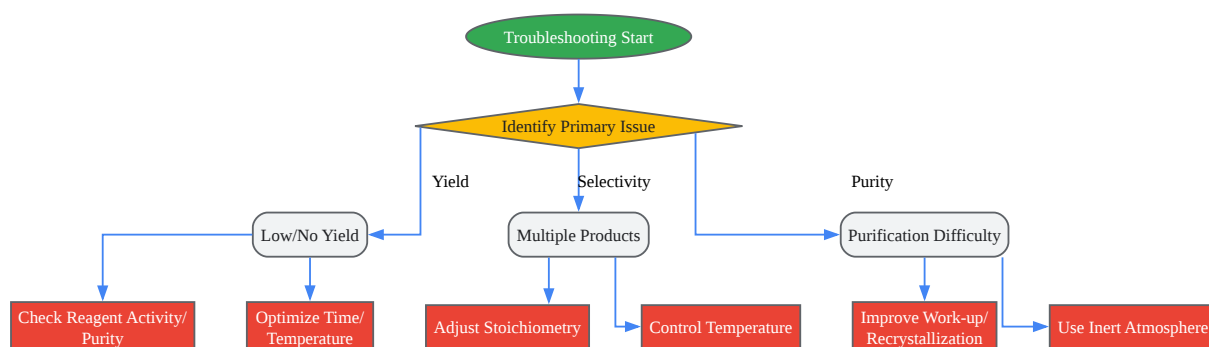 Troubleshooting Start
Identify Primary Issue
Yield
Selectivity
Purity
Low/No Yield
Multiple Products
Purification Difficulty
Check Reagent Activity/
Purity
Optimize Time/
Temperature
Adjust Stoichiometry
Control Temperature
Improve Work-up/
Recrystallization
Use Inert Atmosphere